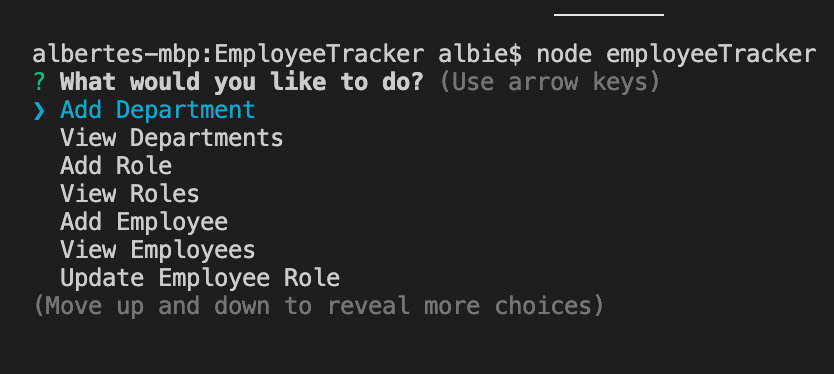 albertes-mbp:EmployeeTracker albie$ node employeeTracker
? What would you like to do? (Use arrow keys)
❯ Add Department
View Departments
Add Role
View Roles
Add Employee
View Employees
Update Employee Role
(Move up and down to reveal more choices)